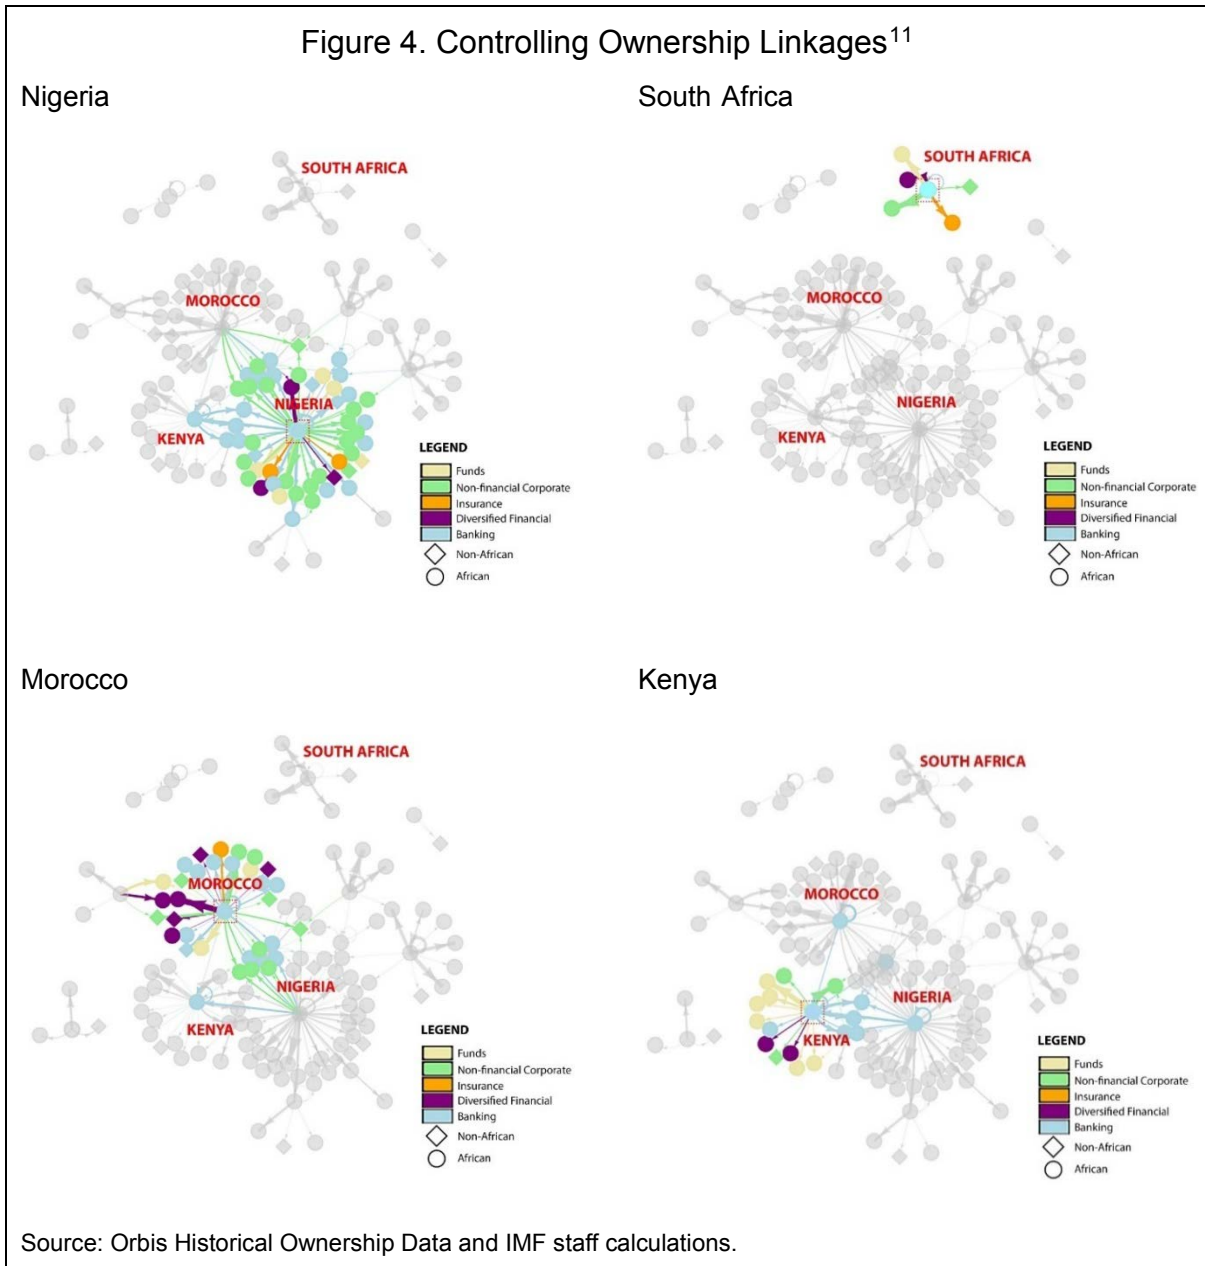 Figure 4. Controlling Ownership Linkages¹¹
Nigeria
SOUTH AFRICA
MOROCCO
NIGERIA
KENYA
LEGEND
Funds
Non-financial Corporate
Insurance
Diversified Financial
Banking
Non-African
African
South Africa
SOUTH AFRICA
MOROCCO
NIGERIA
KENYA
LEGEND
Funds
Non-financial Corporate
Insurance
Diversified Financial
Banking
Non-African
African
Morocco
SOUTH AFRICA
MOROCCO
NIGERIA
KENYA
LEGEND
Funds
Non-financial Corporate
Insurance
Diversified Financial
Banking
Non-African
African
Kenya
SOUTH AFRICA
MOROCCO
NIGERIA
KENYA
LEGEND
Funds
Non-financial Corporate
Insurance
Diversified Financial
Banking
Non-African
African
Source: Orbis Historical Ownership Data and IMF staff calculations.